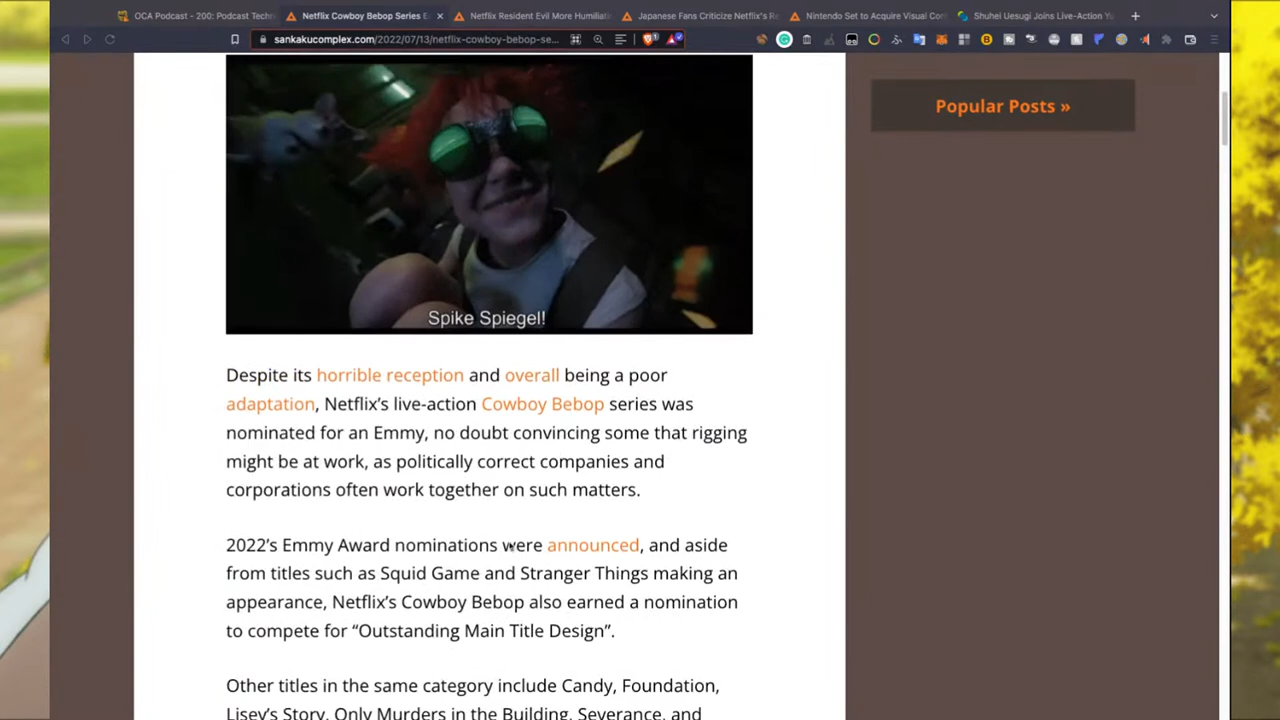 OCA Podcast - 200: Podcast Techn
Netflix Cowboy Bebop Series E
Netflix Resident Evil More Humiliati
Japanese Fans Criticize Netflix's Re
Nintendo Set to Acquire Visual Con
Shuhei Uesugi Joins Live-Action Yu
sankakucomplex.com/2022/07/13/netflix-cowboy-bebop-se...
Popular Posts »
Spike Spiegel!
Despite its horrible reception and overall being a poor
adaptation, Netflix’s live-action Cowboy Bebop series was
nominated for an Emmy, no doubt convincing some that rigging
might be at work, as politically correct companies and
corporations often work together on such matters.
2022’s Emmy Award nominations were announced, and aside
from titles such as Squid Game and Stranger Things making an
appearance, Netflix’s Cowboy Bebop also earned a nomination
to compete for “Outstanding Main Title Design”.
Other titles in the same category include Candy, Foundation,
Lisey’s Story, Only Murders in the Building, Severance, and